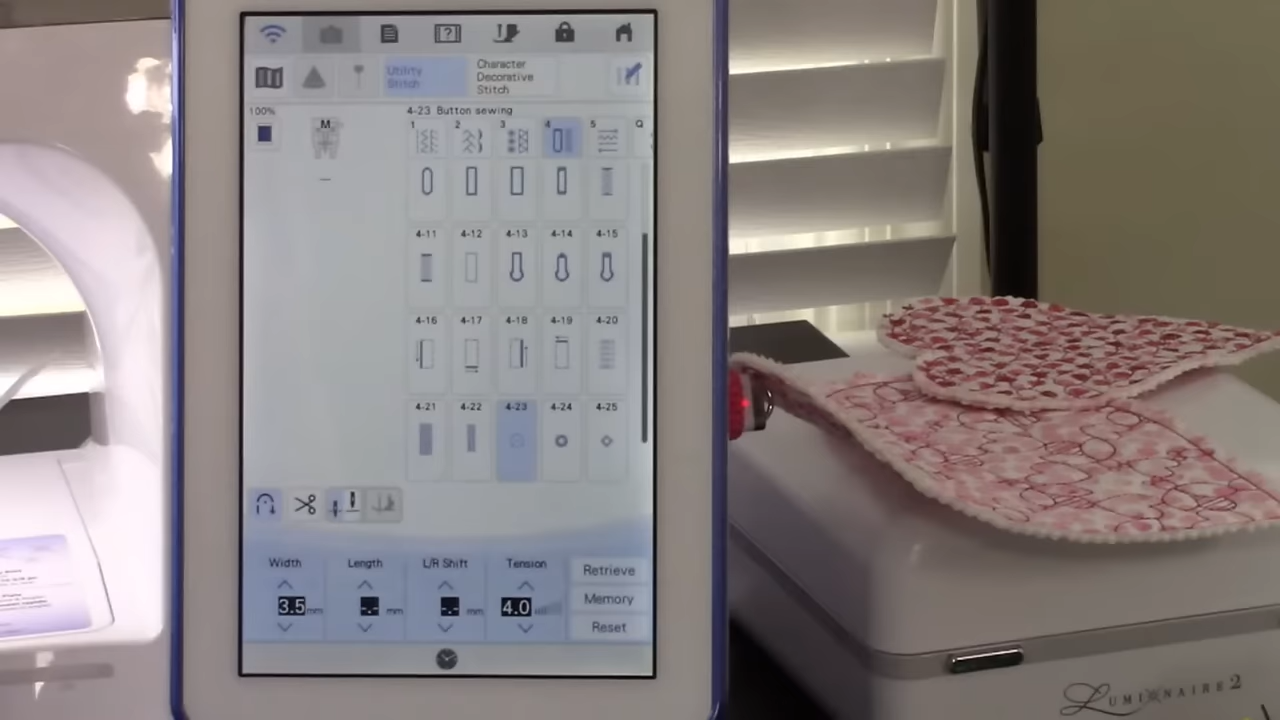 Utility
Stitch
Character
Decorative
Stitch
100%
M
4-23 Button sewing
1 2 3 4 5 Q
4-11 4-12 4-13 4-14 4-15
4-16 4-17 4-18 4-19 4-20
4-21 4-22 4-23 4-24 4-25
Width Length L/R Shift Tension
3.5 mm -.- mm -.- mm 4.0
Retrieve
Memory
Reset
LUMINAIRE 2